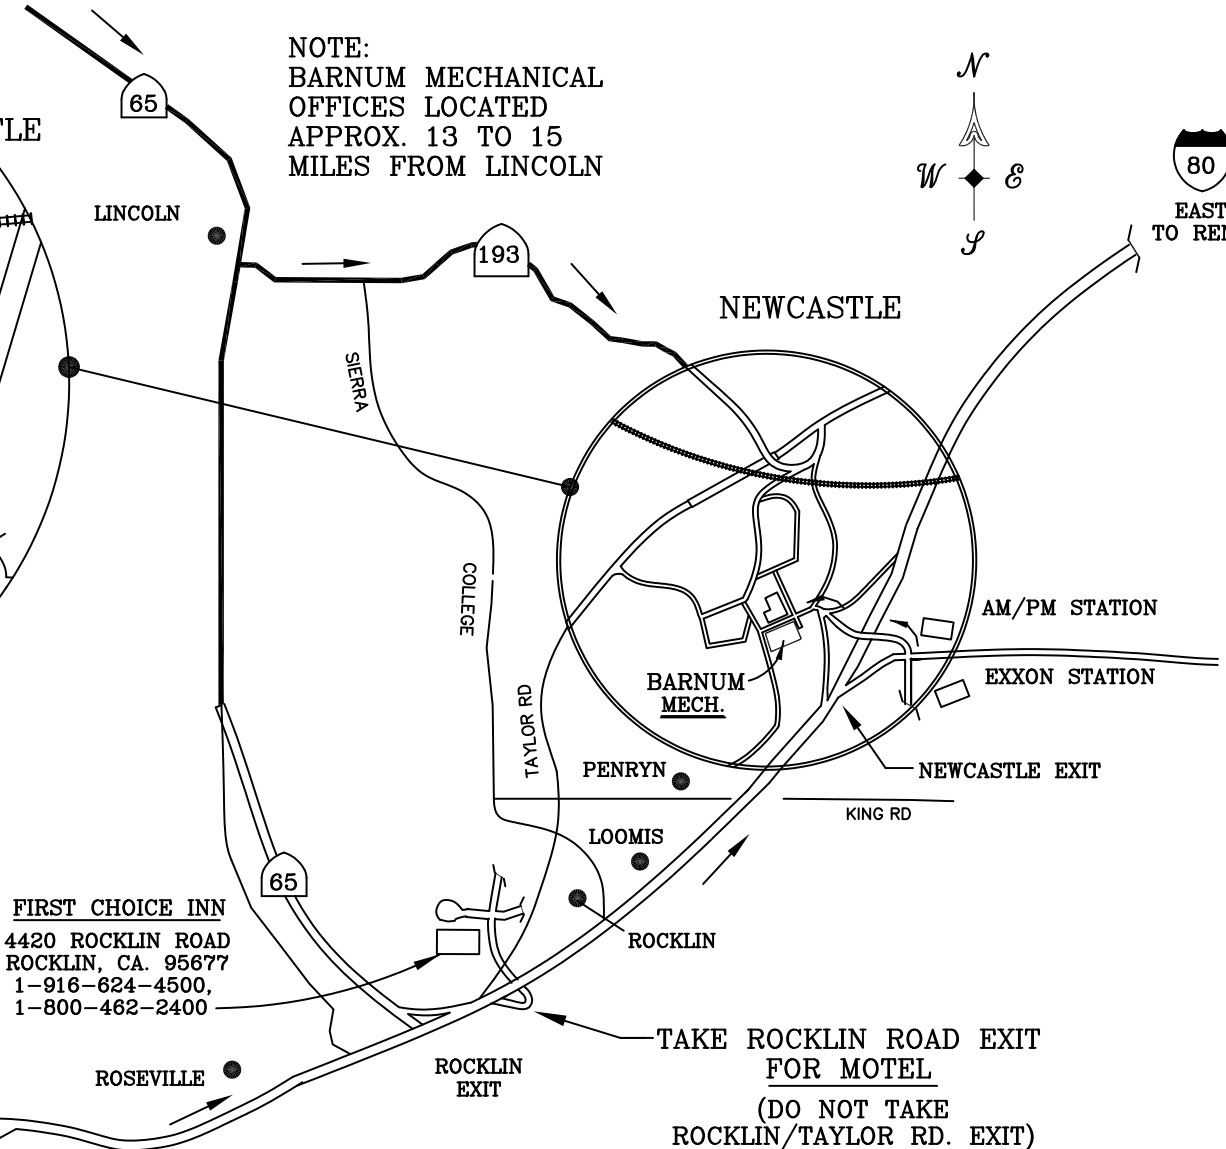 NOTE:
BARNUM MECHANICAL
OFFICES LOCATED
APPROX. 13 TO 15
MILES FROM LINCOLN
65
TLE
LINCOLN
193
N
W E
S
80
EAST
TO REN
NEWCASTLE
SIERRA
COLLEGE
TAYLOR RD
AM/PM STATION
EXXON STATION
BARNUM
MECH.
PENRYN
NEWCASTLE EXIT
KING RD
LOOMIS
65
FIRST CHOICE INN
4420 ROCKLIN ROAD
ROCKLIN, CA. 95677
1-916-624-4500,
1-800-462-2400
ROCKLIN
TAKE ROCKLIN ROAD EXIT
FOR MOTEL
(DO NOT TAKE
ROCKLIN/TAYLOR RD. EXIT)
ROCKLIN
EXIT
ROSEVILLE